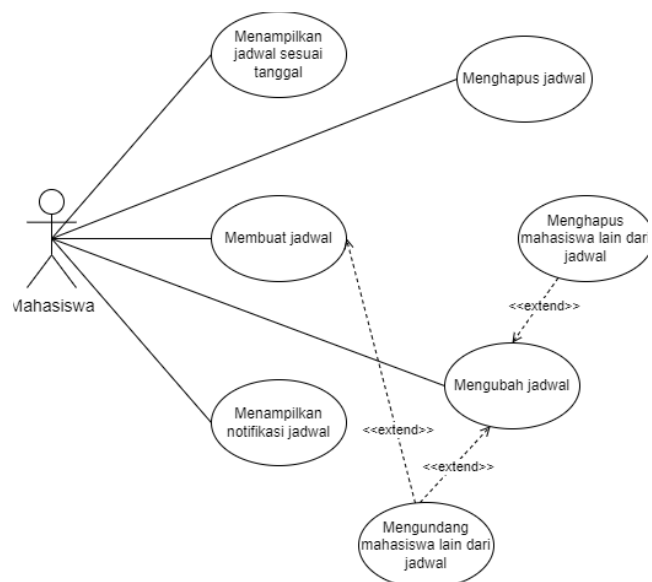 Menampilkan
jadwal sesuai
tanggal
Menghapus jadwal
Membuat jadwal
Menghapus
mahasiswa lain dari
jadwal
Mahasiswa
<<extend>>
Mengubah jadwal
Menampilkan
notifikasi jadwal
<<extend>>
<<extend>>
Mengundang
mahasiswa lain dari
jadwal